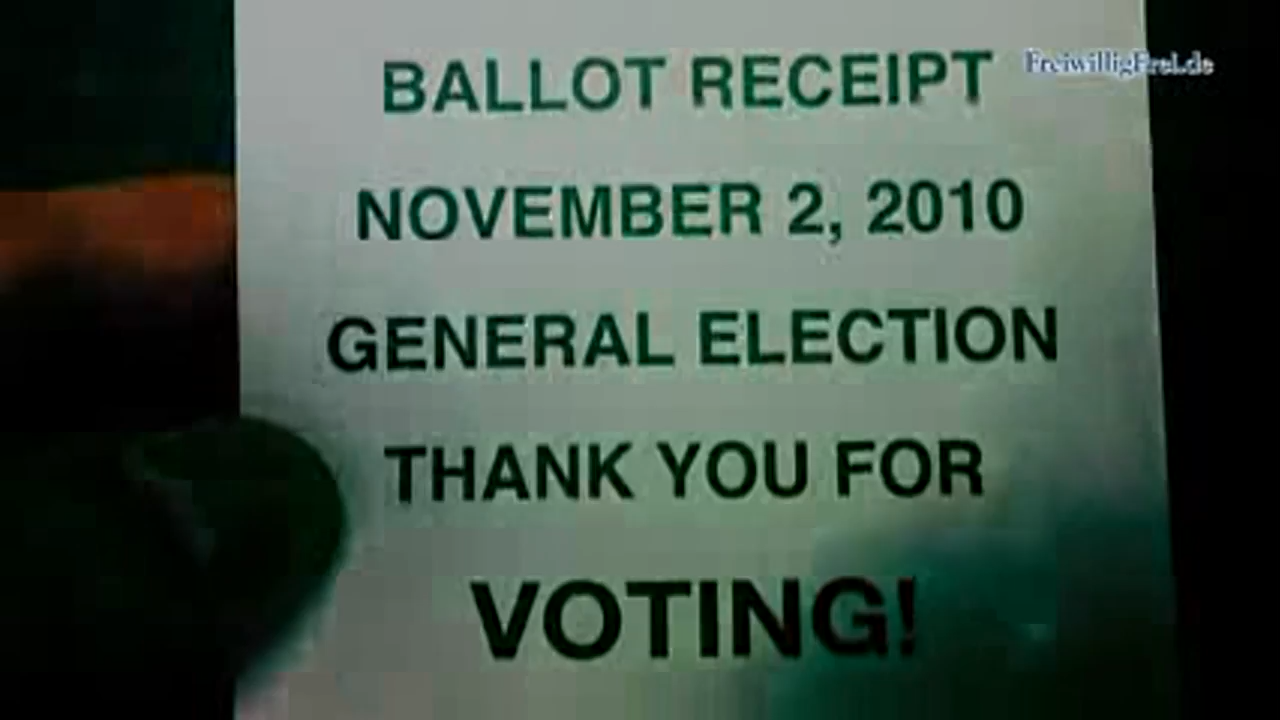 FreiwilligFrei.de
BALLOT RECEIPT
NOVEMBER 2, 2010
GENERAL ELECTION
THANK YOU FOR
VOTING!